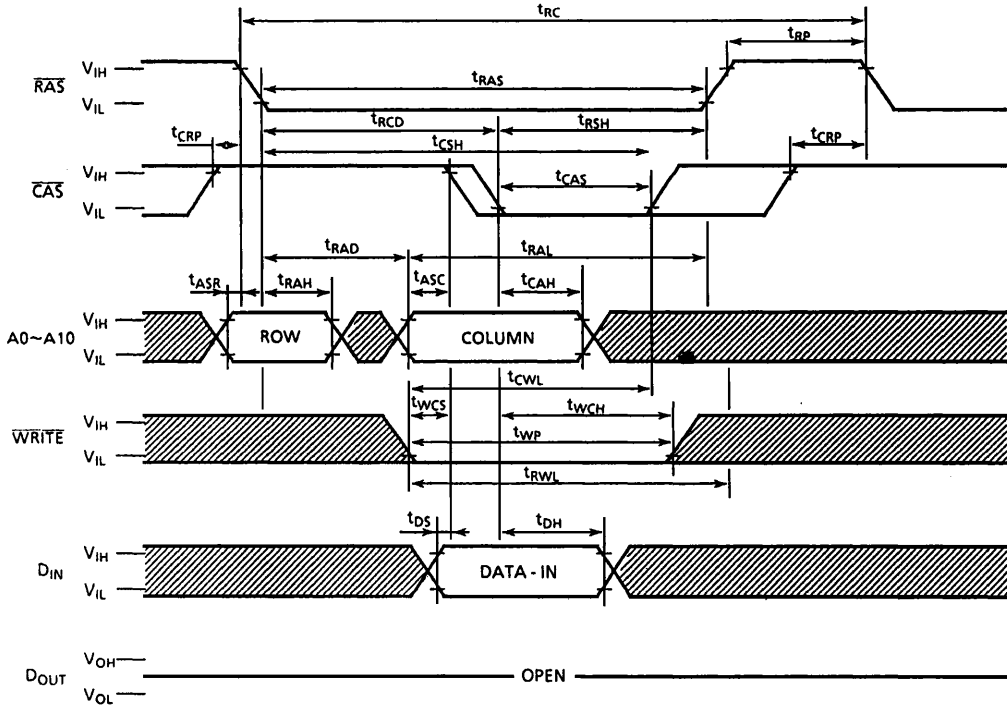 tRC
tRP
RAS
VIH
VIL
tRAS
tRCD
tRSH
tCRP
tCSH
tCRP
CAS
VIH
VIL
tCAS
tRAD
tRAL
tASR
tRAH
tASC
tCAH
A0~A10
VIH
VIL
ROW
COLUMN
tCWL
tWCS
tWCH
WRITE
VIH
VIL
tWP
tRWL
tDS
tDH
DIN
VIH
VIL
DATA - IN
DOUT
VOH
VOL
OPEN